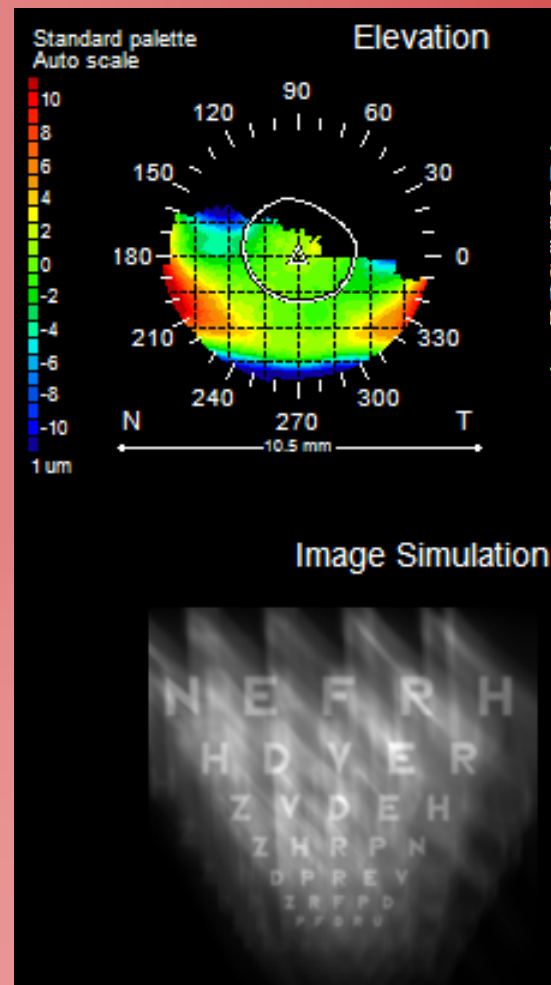 Standard palette
Auto scale
Elevation
10
8
6
4
2
0
-2
-4
-6
-8
-10
1 um
90
120
60
150
30
180
0
210
330
240
300
270
N
T
10.5 mm
Image Simulation
N E F R H
H D V E R
Z V D E H
Z H R P N
D P R E V
Z R F P D
P F D R U